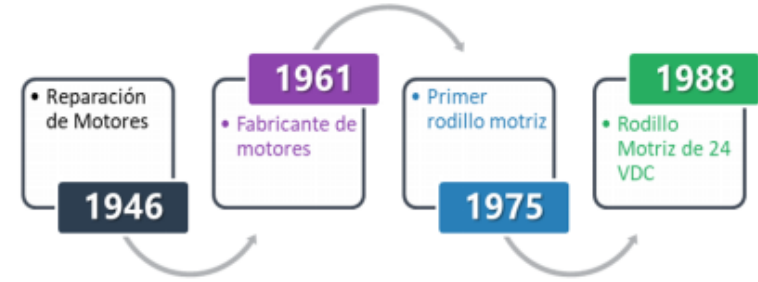 • Reparación
de Motores
1946
1961
• Fabricante de
motores
• Primer
rodillo motriz
1975
1988
• Rodillo
Motriz de 24
VDC